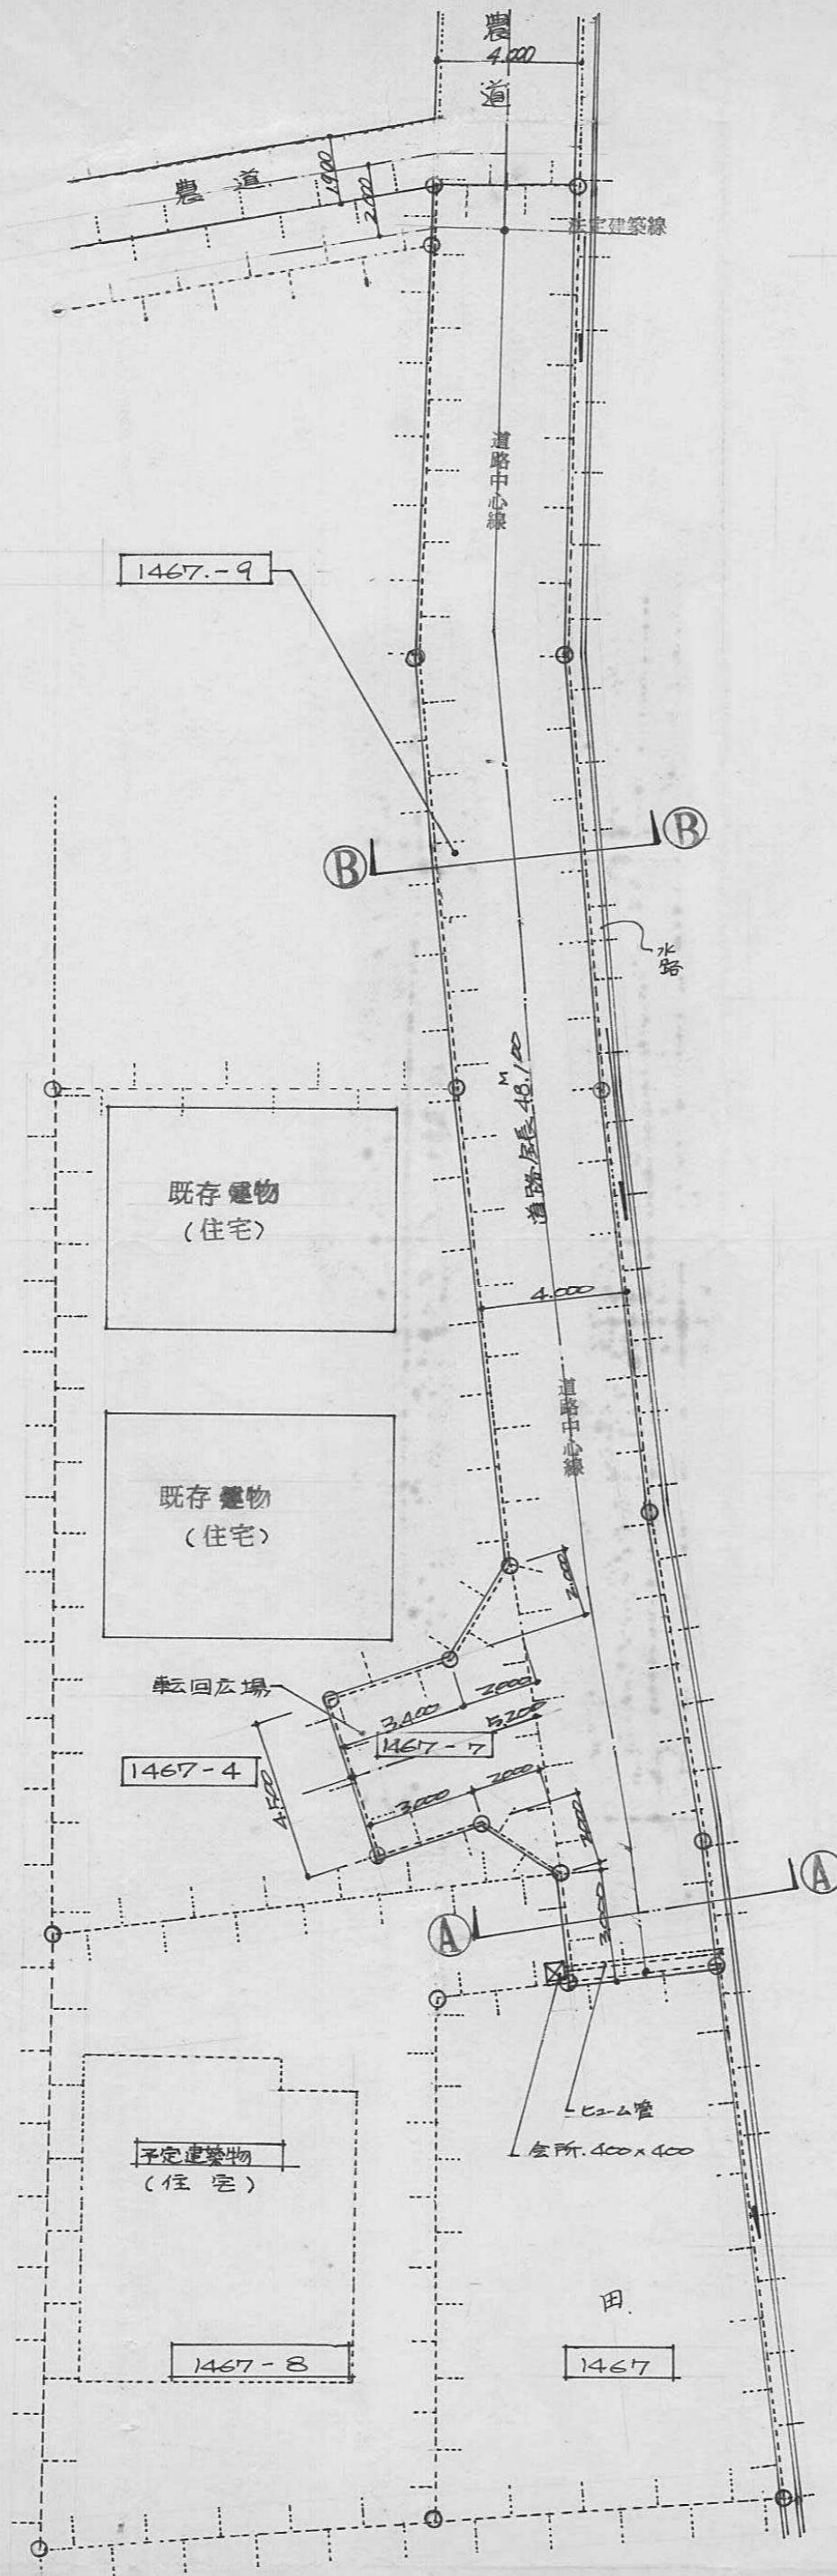 農道
4.000
農道
1.900
2.000
法定建築線
道路中心線
1467.-9
B
B
水路
道路延長 48.100M
既存建物
(住宅)
4.000
道路中心線
既存建物
(住宅)
2.000
転回広場
3.400
2.000
5.200
1467-7
1467-4
4.500
3.000
2.000
2.000
A
A
3.000
ヒューム管
会所.400×400
予定建築物
(住宅)
田.
1467-8
1467